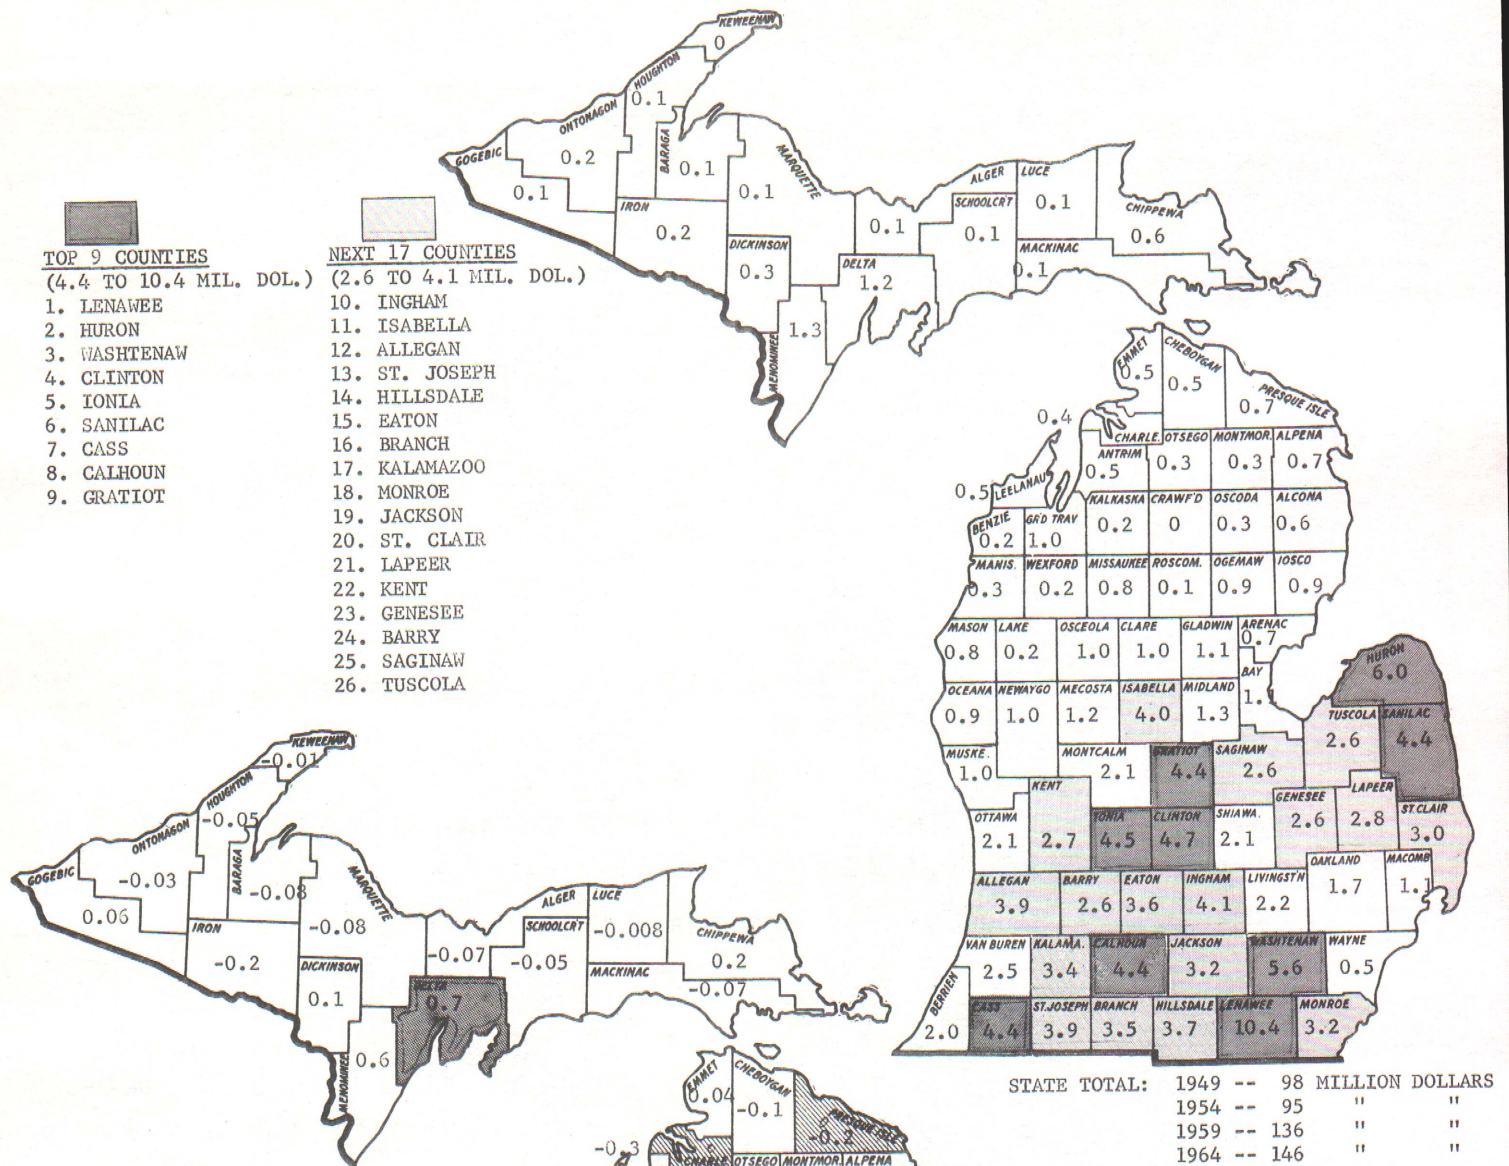 TOP 9 COUNTIES
(4.4 TO 10.4 MIL. DOL.)
1. LENAWEE
2. HURON
3. WASHTENAW
4. CLINTON
5. IONIA
6. SANILAC
7. CASS
8. CALHOUN
9. GRATIOT
NEXT 17 COUNTIES
(2.6 TO 4.1 MIL. DOL.)
10. INGHAM
11. ISABELLA
12. ALLEGAN
13. ST. JOSEPH
14. HILLSDALE
15. EATON
16. BRANCH
17. KALAMAZOO
18. MONROE
19. JACKSON
20. ST. CLAIR
21. LAPEER
22. KENT
23. GENESEE
24. BARRY
25. SAGINAW
26. TUSCOLA
KEWEENAW
0
HOUGHTON
0.1
ONTONAGON
0.2
GOGEBIC
0.1
BARAGA
0.1
MARQUETTE
0.1
IRON
0.2
DICKINSON
0.3
MENOMINEE
1.3
DELTA
1.2
ALGER
0.1
SCHOOLCRT
0.1
LUCE
0.1
MACKINAC
0.1
CHIPPEWA
0.6
EMMET
0.5
CHEBOYGAN
0.5
PRESQUE ISLE
0.7
0.4
CHARLE. OTSEGO MONTMOR. ALPENA
0.3 0.3 0.7
ANTRIM
0.5
0.5 LEELANAU
KALKASKA CRAWF'D OSCODA ALCONA
0.2 0 0.3 0.6
BENZIE GR'D TRAV
0.2 1.0
MANIS. WEXFORD MISSAUKEE ROSCOM. OGEMAW IOSCO
0.3 0.2 0.8 0.1 0.9 0.9
MASON LAKE OSCEOLA CLARE GLADWIN ARENAC
0.8 0.2 1.0 1.0 1.1 0.7
OCEANA NEWAYGO MECOSTA ISABELLA MIDLAND BAY
0.9 1.0 1.2 4.0 1.3
HURON
6.0
TUSCOLA SANILAC
2.6 4.4
MUSKE. MONTCALM GRATIOT SAGINAW
1.0 2.1 4.4 2.6
KENT
2.7
GENESEE LAPEER ST.CLAIR
2.6 2.8 3.0
OTTAWA IONIA CLINTON SHIAWA.
2.1 4.5 4.7 2.1
OAKLAND MACOMB
1.7 1.1
ALLEGAN BARRY EATON INGHAM LIVINGST'N
3.9 2.6 3.6 4.1 2.2
VAN BUREN KALAMA. CALHOUN JACKSON WASHTENAW WAYNE
2.5 3.4 4.4 3.2 5.6 0.5
BERRIEN CASS ST.JOSEPH BRANCH HILLSDALE LENAWEE MONROE
2.0 4.4 3.9 3.5 3.7 10.4 3.2
STATE TOTAL: 1949 -- 98 MILLION DOLLARS
1954 -- 95 " "
1959 -- 136 " "
1964 -- 146 " "
KEWEENAW
-0.01
HOUGHTON
-0.05
ONTONAGON
-0.03
GOGEBIC
0.06
BARAGA
-0.08
MARQUETTE
-0.08
IRON
-0.2
DICKINSON
0.1
MENOMINEE
0.6
DELTA
0.7
ALGER
-0.07
SCHOOLCRT
-0.05
LUCE
-0.008
MACKINAC
-0.07
CHIPPEWA
0.2
EMMET
0.04
CHEBOYGAN
-0.1
PRESQUE ISLE
-0.2
-0.3
CHARLE. OTSEGO MONTMOR. ALPENA